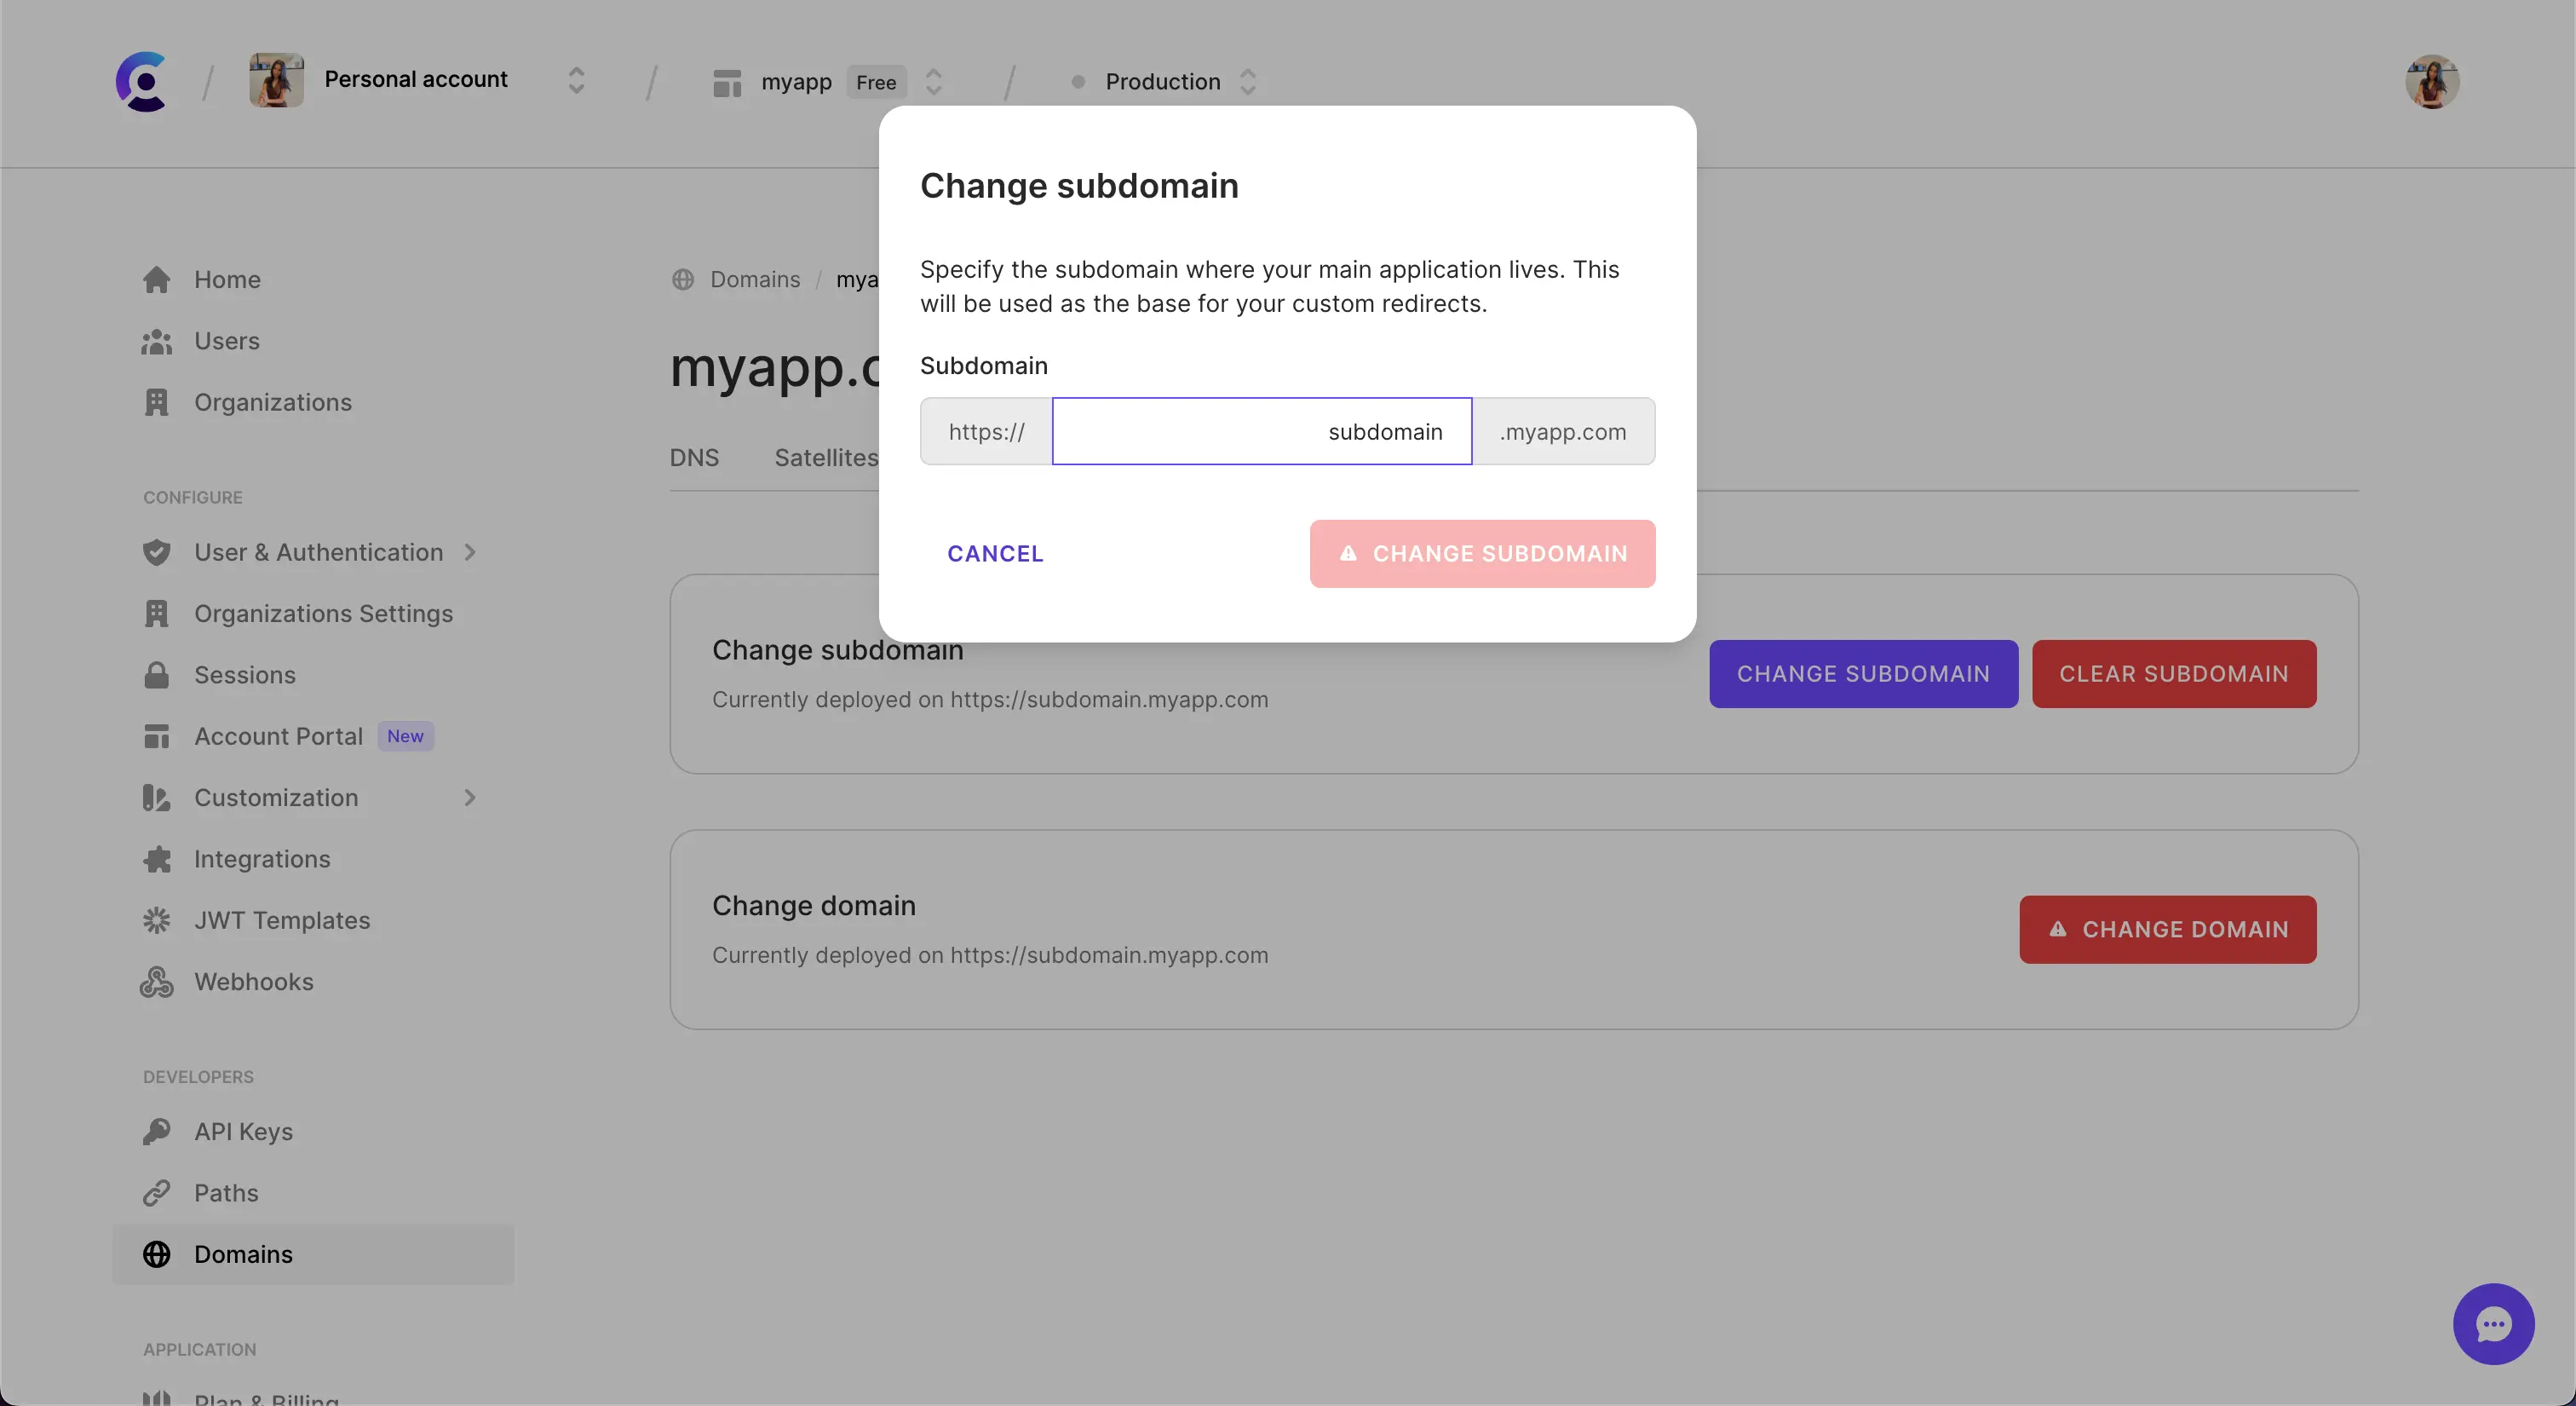 Personal account
myapp Free
Production
Home
Users
Organizations
CONFIGURE
User & Authentication
Organizations Settings
Sessions
Account Portal New
Customization
Integrations
JWT Templates
Webhooks
DEVELOPERS
API Keys
Paths
Domains
APPLICATION
Plan & Billing
Domains / mya
myapp.c
DNS Satellites
Change subdomain
Currently deployed on https://subdomain.myapp.com
CHANGE SUBDOMAIN CLEAR SUBDOMAIN
Change domain
Currently deployed on https://subdomain.myapp.com
CHANGE DOMAIN
Change subdomain
Specify the subdomain where your main application lives. This
will be used as the base for your custom redirects.
Subdomain
https:// subdomain .myapp.com
CANCEL CHANGE SUBDOMAIN